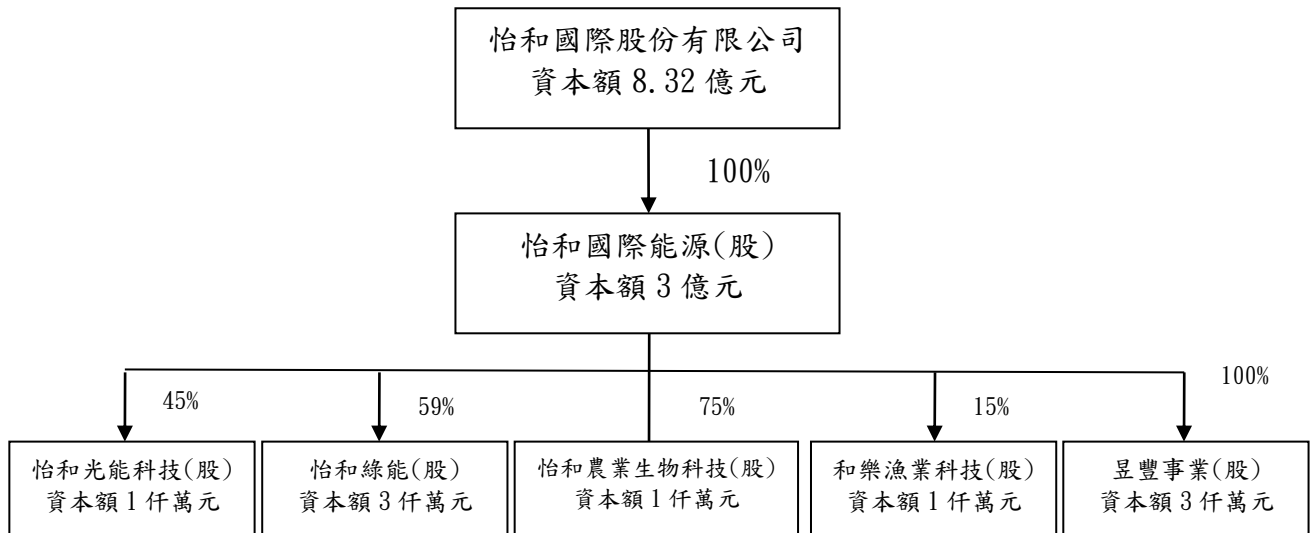 怡和國際股份有限公司
資本額 8.32 億元
100%
怡和國際能源(股)
資本額 3 億元
45%
59%
75%
15%
100%
怡和光能科技(股)
資本額 1 仟萬元
怡和綠能(股)
資本額 3 仟萬元
怡和農業生物科技(股)
資本額 1 仟萬元
和樂漁業科技(股)
資本額 1 仟萬元
昱豐事業(股)
資本額 3 仟萬元